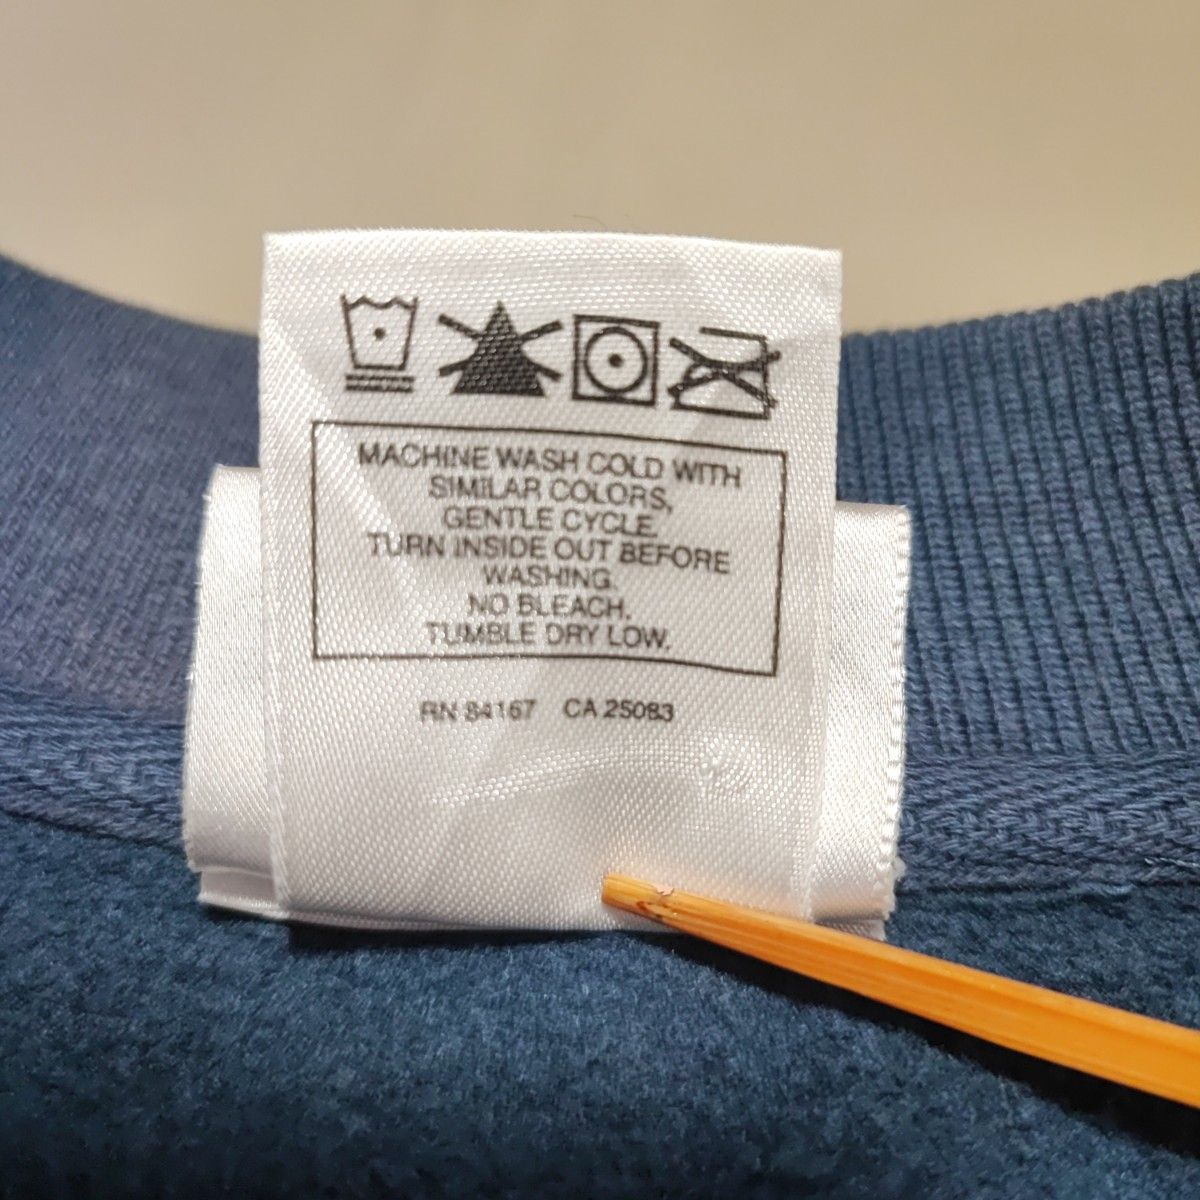 MACHINE WASH COLD WITH
SIMILAR COLORS,
GENTLE CYCLE.
TURN INSIDE OUT BEFORE
WASHING.
NO BLEACH.
TUMBLE DRY LOW.
RN 84167 CA 25083